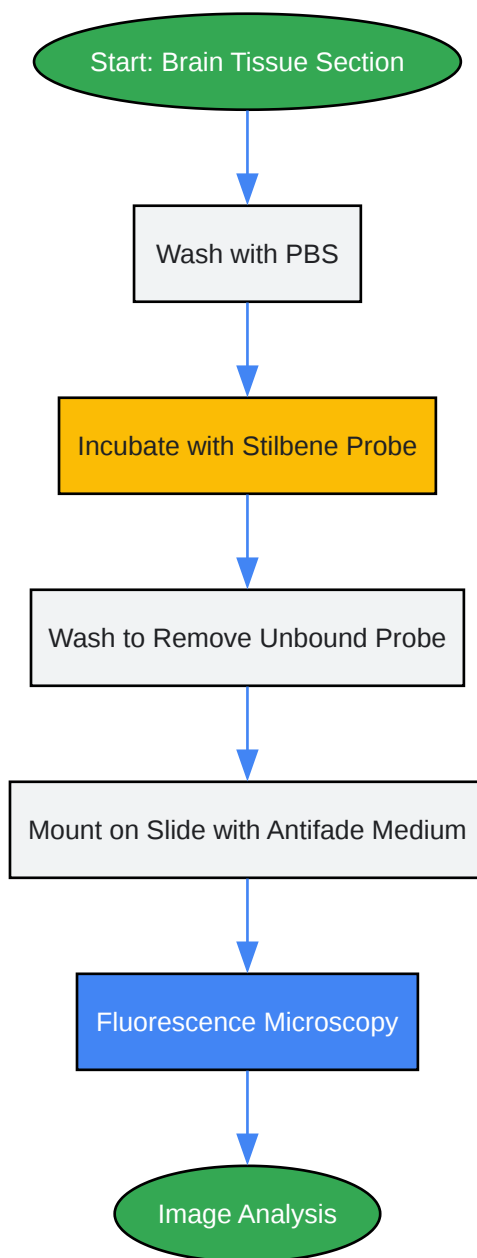 Start: Brain Tissue Section
Wash with PBS
Incubate with Stilbene Probe
Wash to Remove Unbound Probe
Mount on Slide with Antifade Medium
Fluorescence Microscopy
Image Analysis